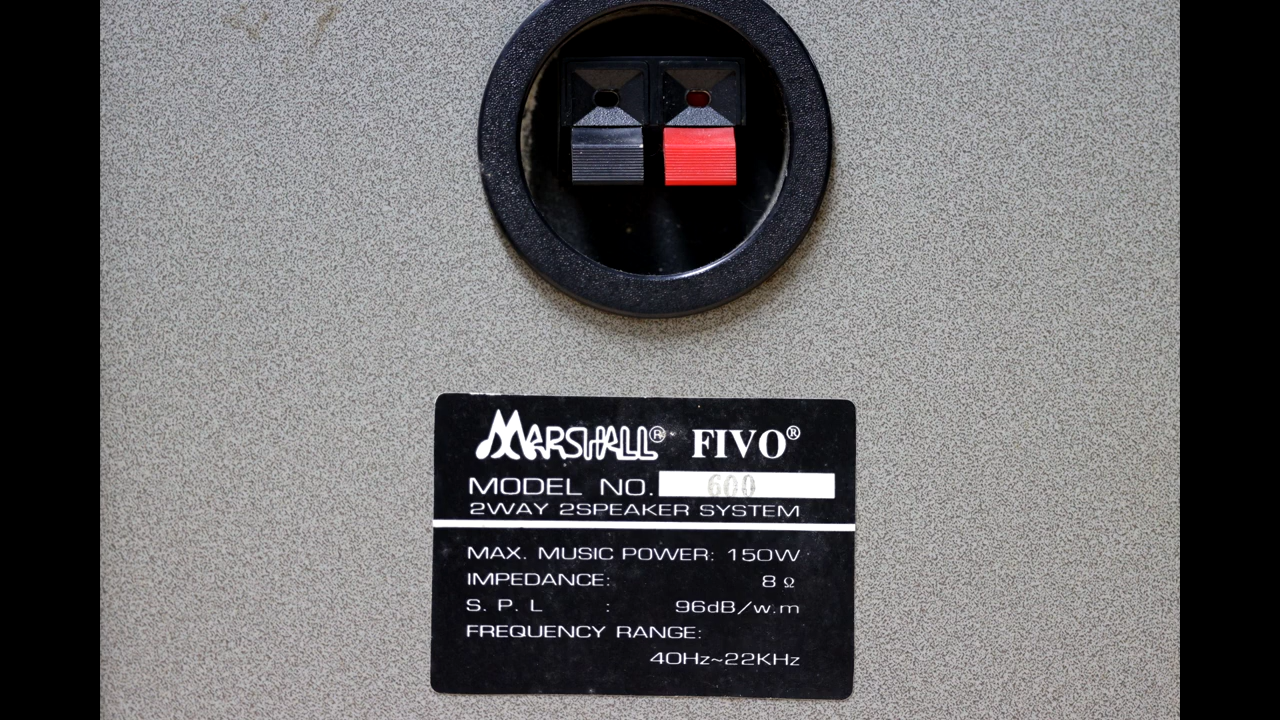 MARSHALL® FIVO®
MODEL NO. 600
2WAY 2SPEAKER SYSTEM
MAX. MUSIC POWER: 150W
IMPEDANCE: 8 Ω
S. P. L : 96dB/w.m
FREQUENCY RANGE:
40Hz~22KHz